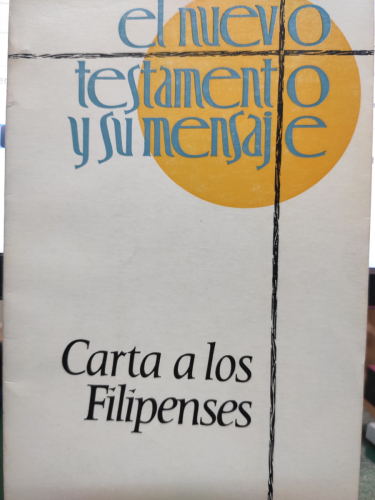 el nuevo
testamento
y su mensaje
Carta a los
Filipenses